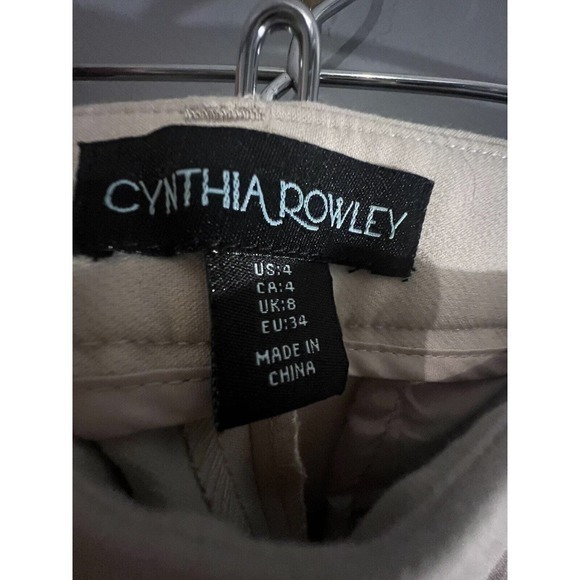 CYNTHIA ROWLEY
US:4
CA:4
UK:8
EU:34
MADE IN
CHINA